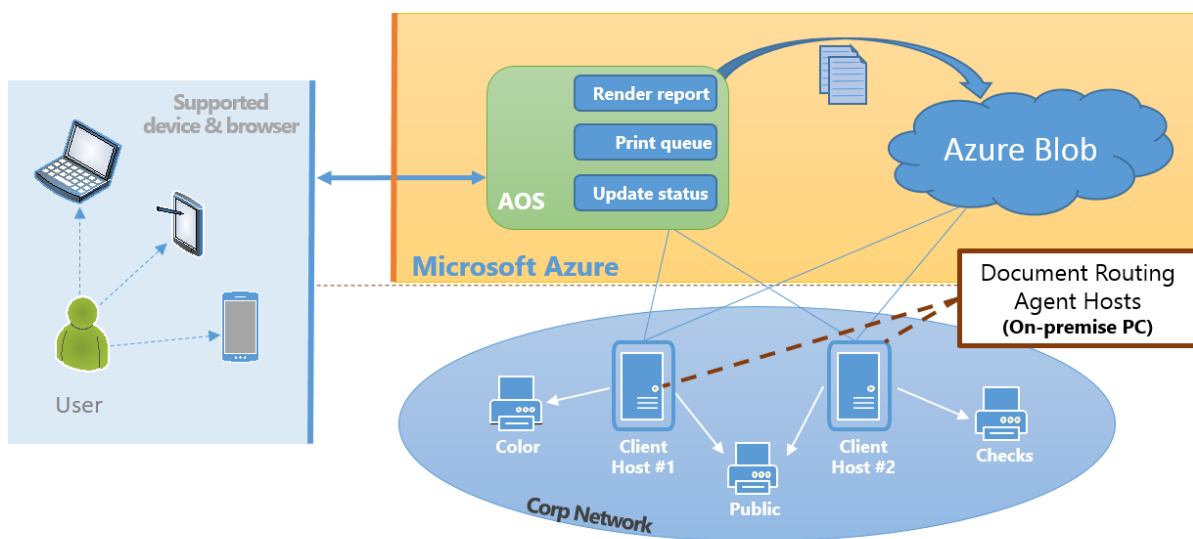 Supported
device & browser
User
Render report
Print queue
Update status
AOS
Azure Blob
Microsoft Azure
Document Routing
Agent Hosts
(On-premise PC)
Color
Client
Host #1
Public
Client
Host #2
Checks
Corp Network